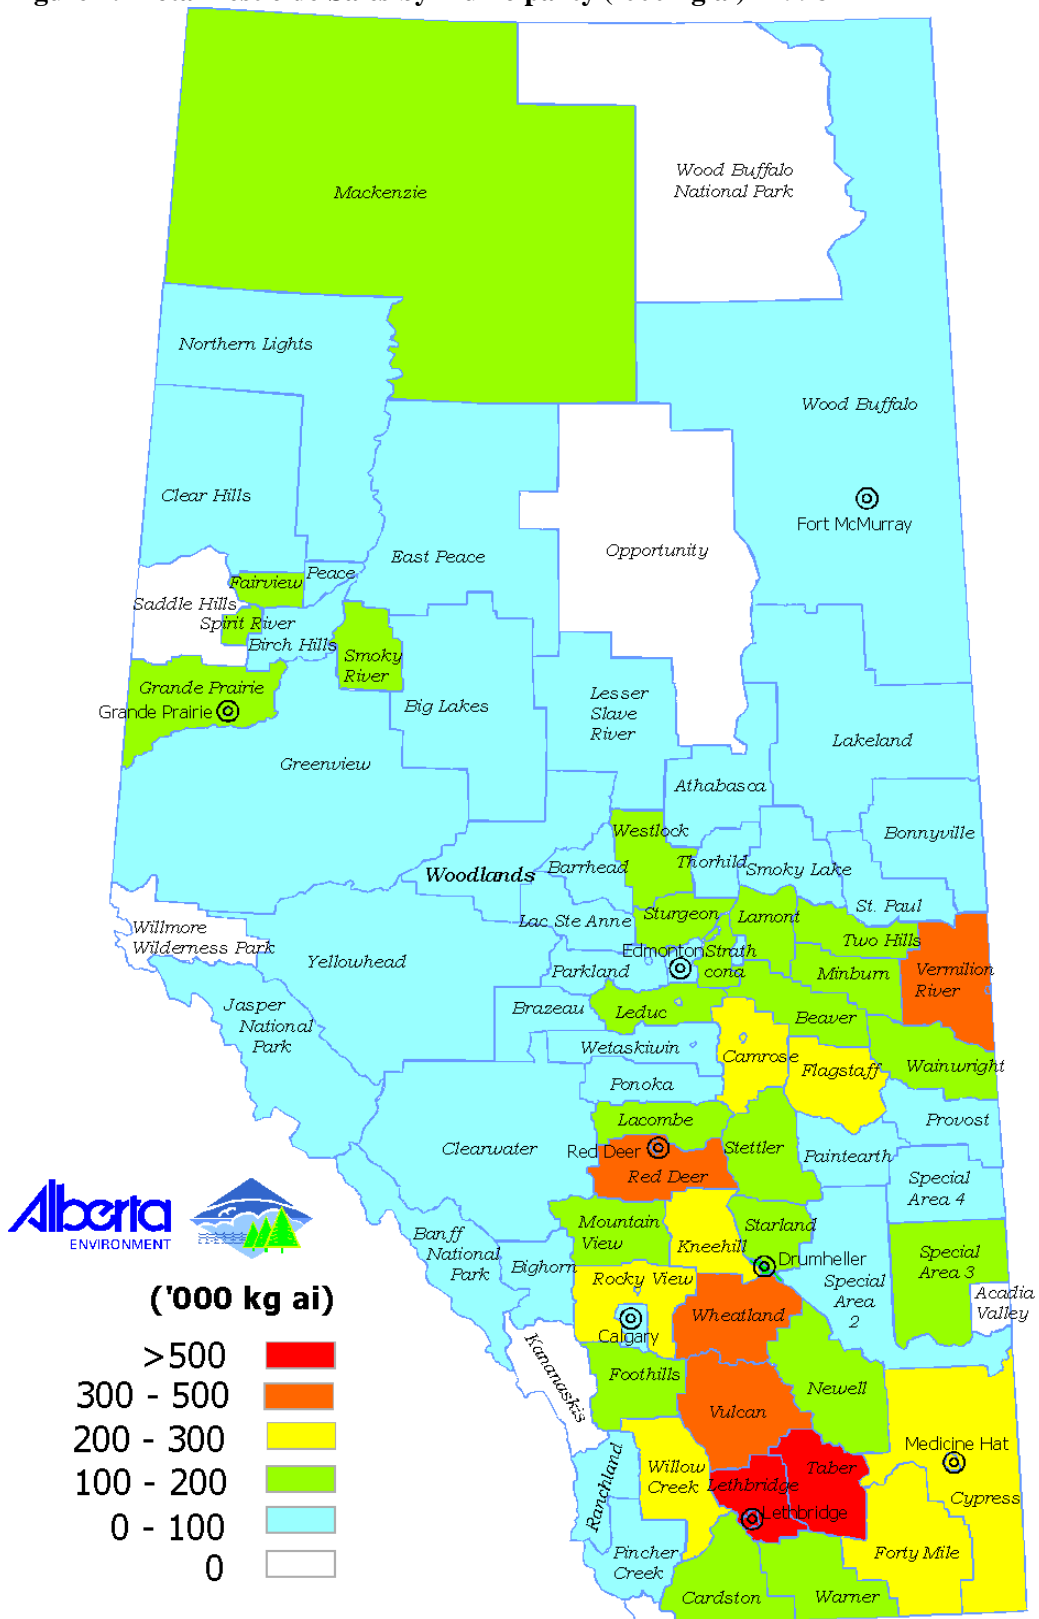 Mackenzie
Wood Buffalo
National Park
Northern Lights
Wood Buffalo
Clear Hills
Fort McMurray
East Peace
Opportunity
Peace
Fairview
Saddle Hills
Spirit River
Birch Hills
Smoky
River
Grande Prairie
Grande Prairie
Big Lakes
Lesser
Slave
River
Lakeland
Greenview
Athabasca
Westlock
Bonnyville
Woodlands
Barrhead
Thorhild
Smoky Lake
St. Paul
Lac Ste Anne
Sturgeon
Lamont
Willmore
Wilderness Park
Two Hills
Yellowhead
Edmonton
Strath
cona
Parkland
Minburn
Vermilion
River
Jasper
National
Park
Brazeau
Leduc
Beaver
Wetaskiwin
Camrose
Flagstaff
Wainwright
Ponoka
Lacombe
Provost
Clearwater
Red Deer
Stettler
Paintearth
Red Deer
Special
Area 4
Alberta
ENVIRONMENT
Banff
National
Park
Mountain
View
Kneehill
Starland
Special
Area 3
Bighorn
Drumheller
Rocky View
Special
Area
2
Acadia
Valley
('000 kg ai)
Wheatland
Calgary
Kananaskis
>500
300 - 500
200 - 300
100 - 200
0 - 100
0
Foothills
Newell
Vulcan
Medicine Hat
Ranchland
Willow
Creek
Lethbridge
Taber
Cypress
Lethbridge
Pincher
Creek
Forty Mile
Cardston
Warner